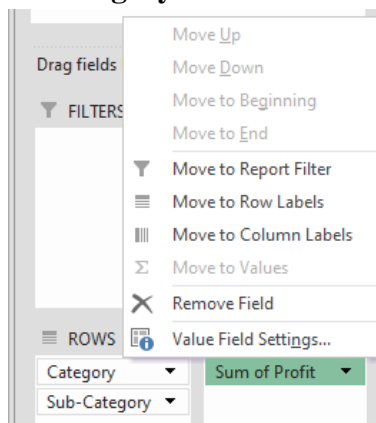 Move Up
Drag fields
Move Down
Move to Beginning
FILTERS
Move to End
Move to Report Filter
Move to Row Labels
Move to Column Labels
Σ Move to Values
Remove Field
ROWS
Value Field Settings...
Category
Sum of Profit
Sub-Category